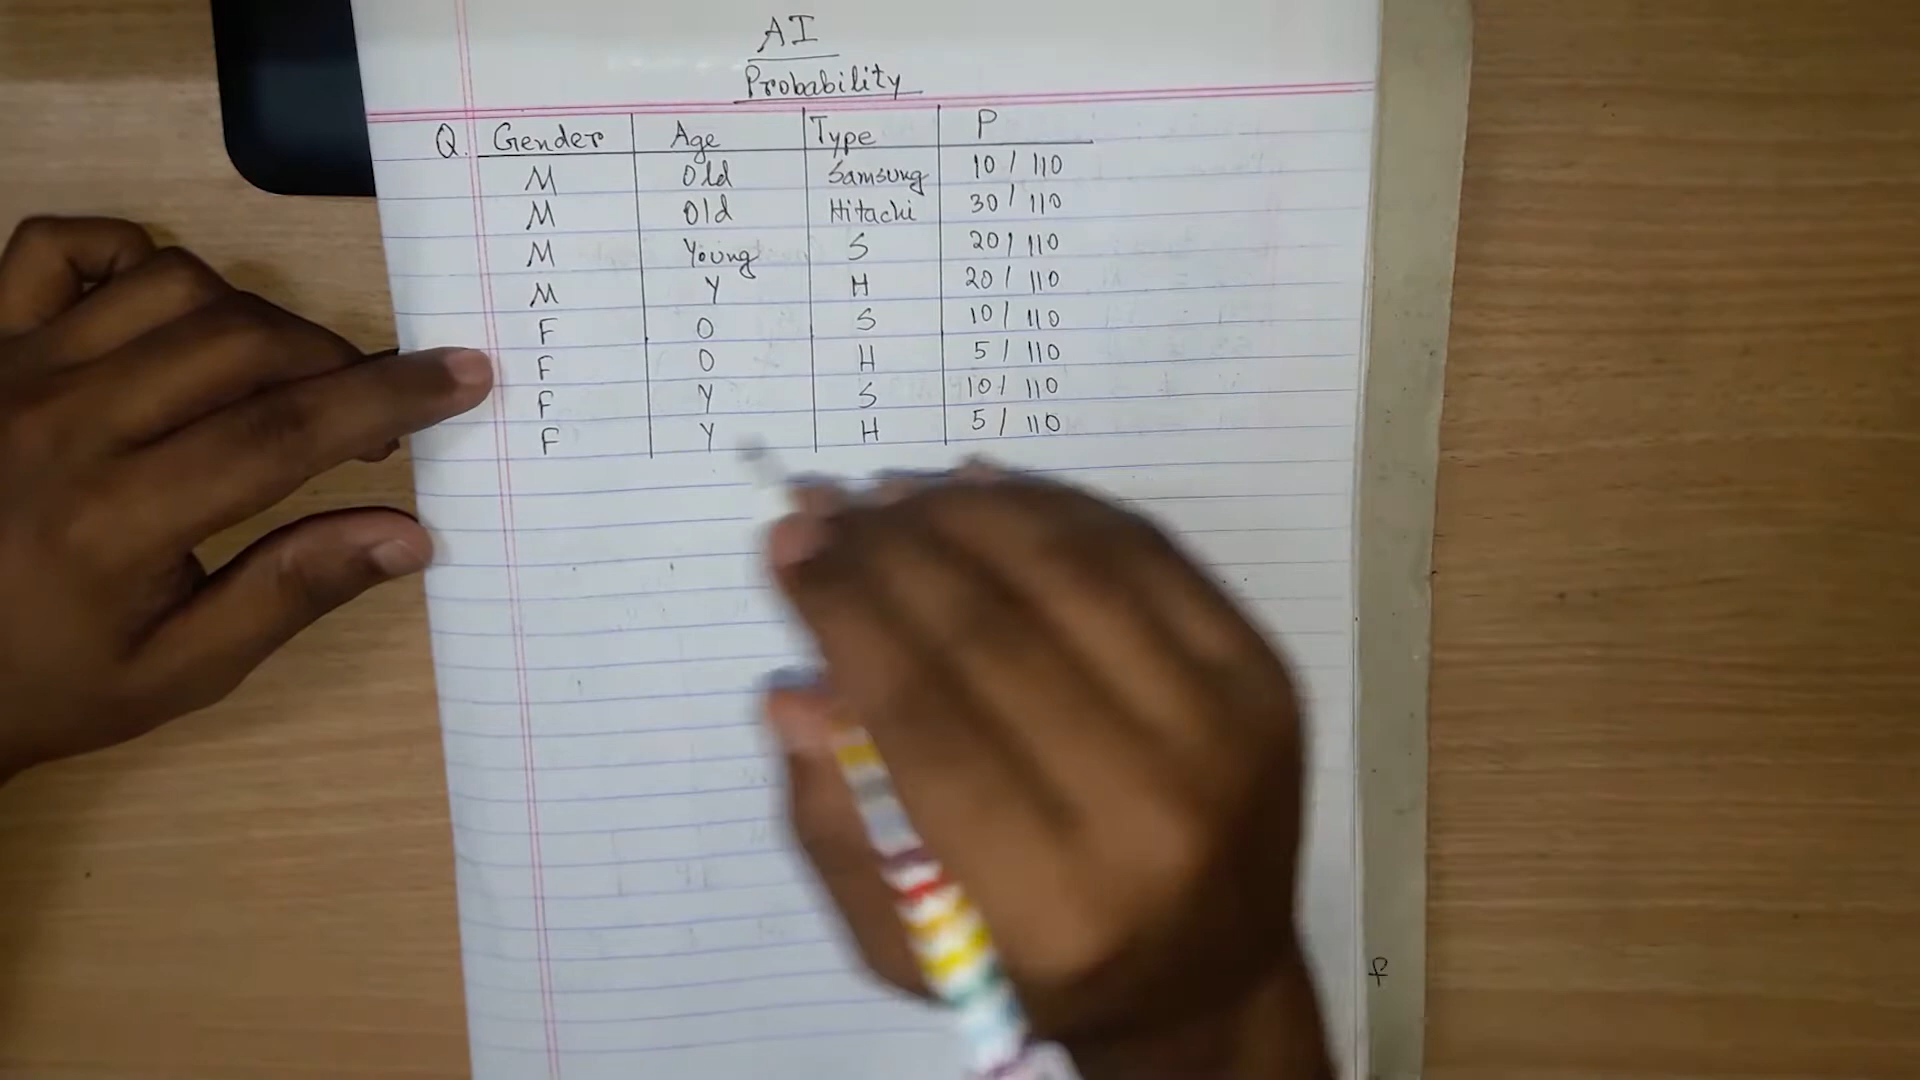 AI
Probability
Q. Gender Age Type P
M Old Samsung 10 / 110
M Old Hitachi 30 / 110
M Young S 20 / 110
M Y H 20 / 110
F O S 10 / 110
F O H 5 / 110
F Y S 10 / 110
F Y H 5 / 110